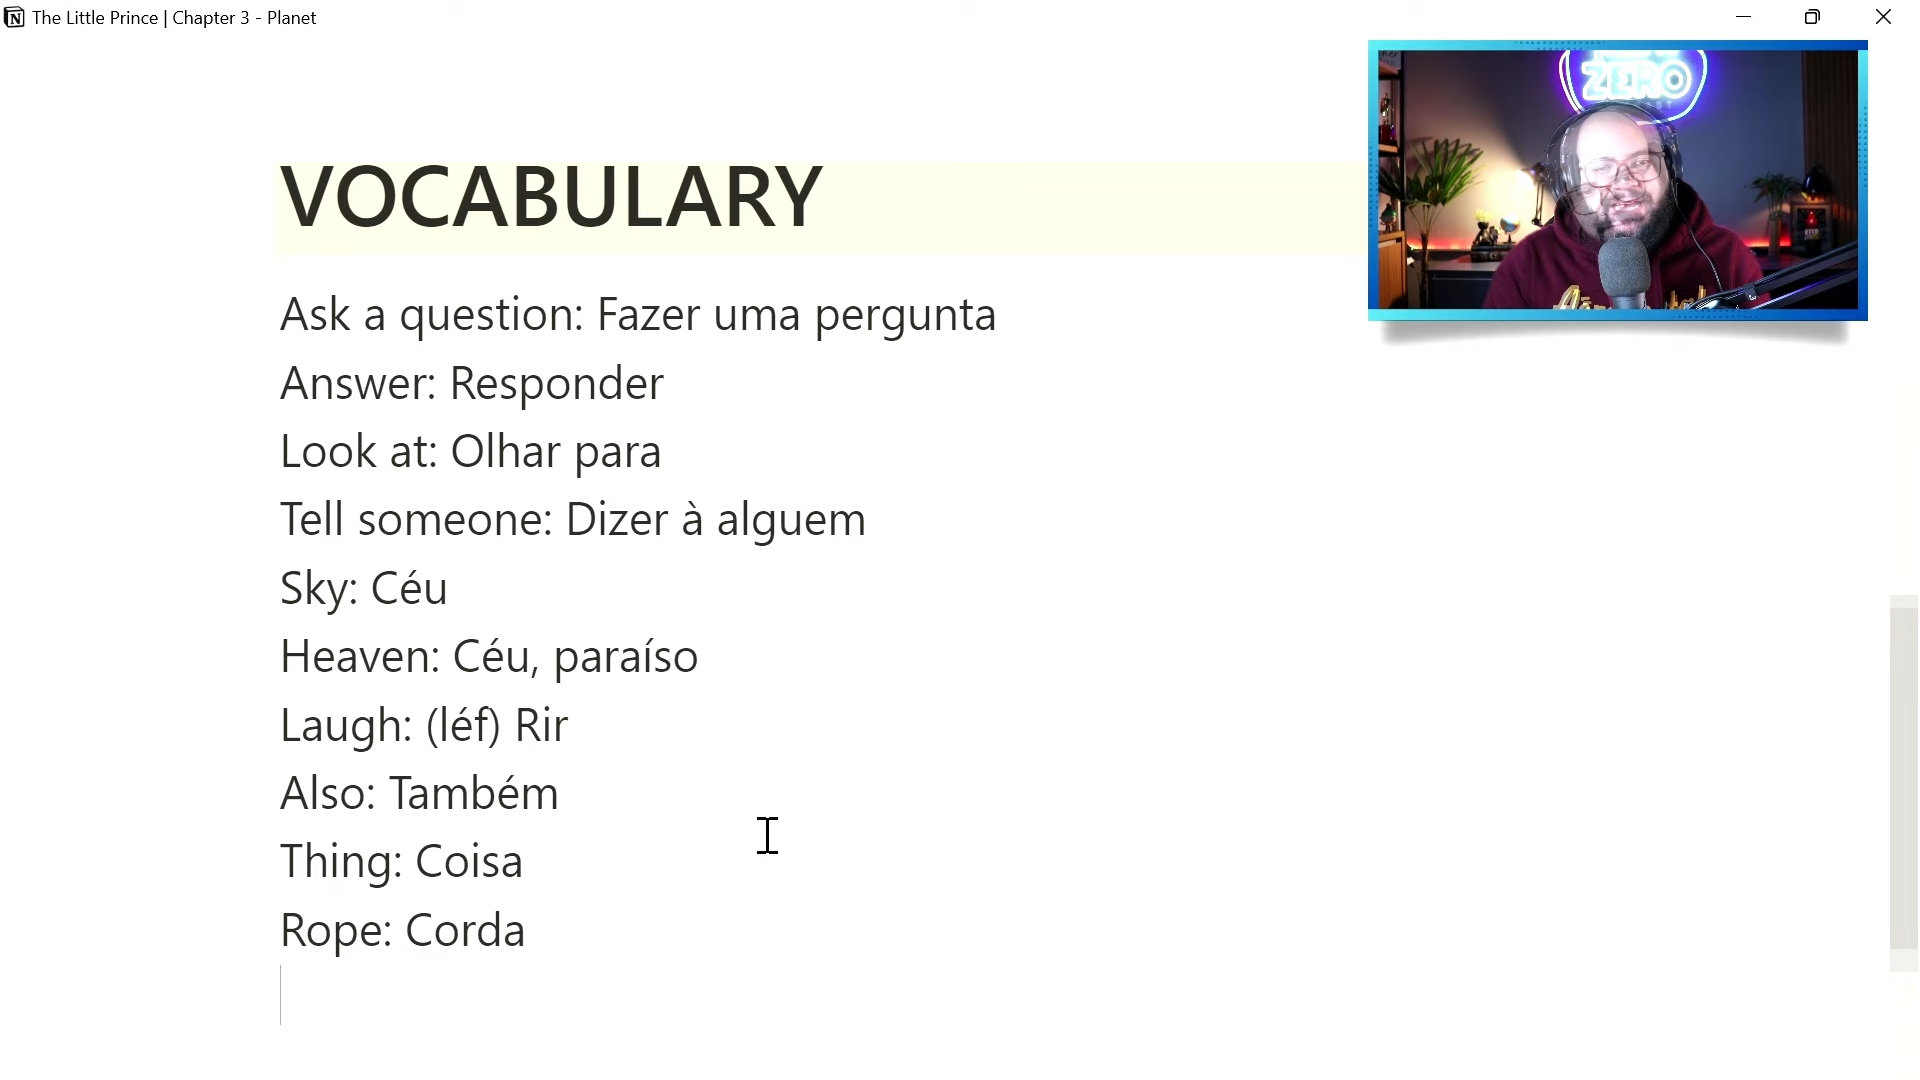 The Little Prince | Chapter 3 - Planet
ZERO
VOCABULARY
Ask a question: Fazer uma pergunta
Answer: Responder
Look at: Olhar para
Tell someone: Dizer à alguem
Sky: Céu
Heaven: Céu, paraíso
Laugh: (léf) Rir
Also: Também
Thing: Coisa
Rope: Corda